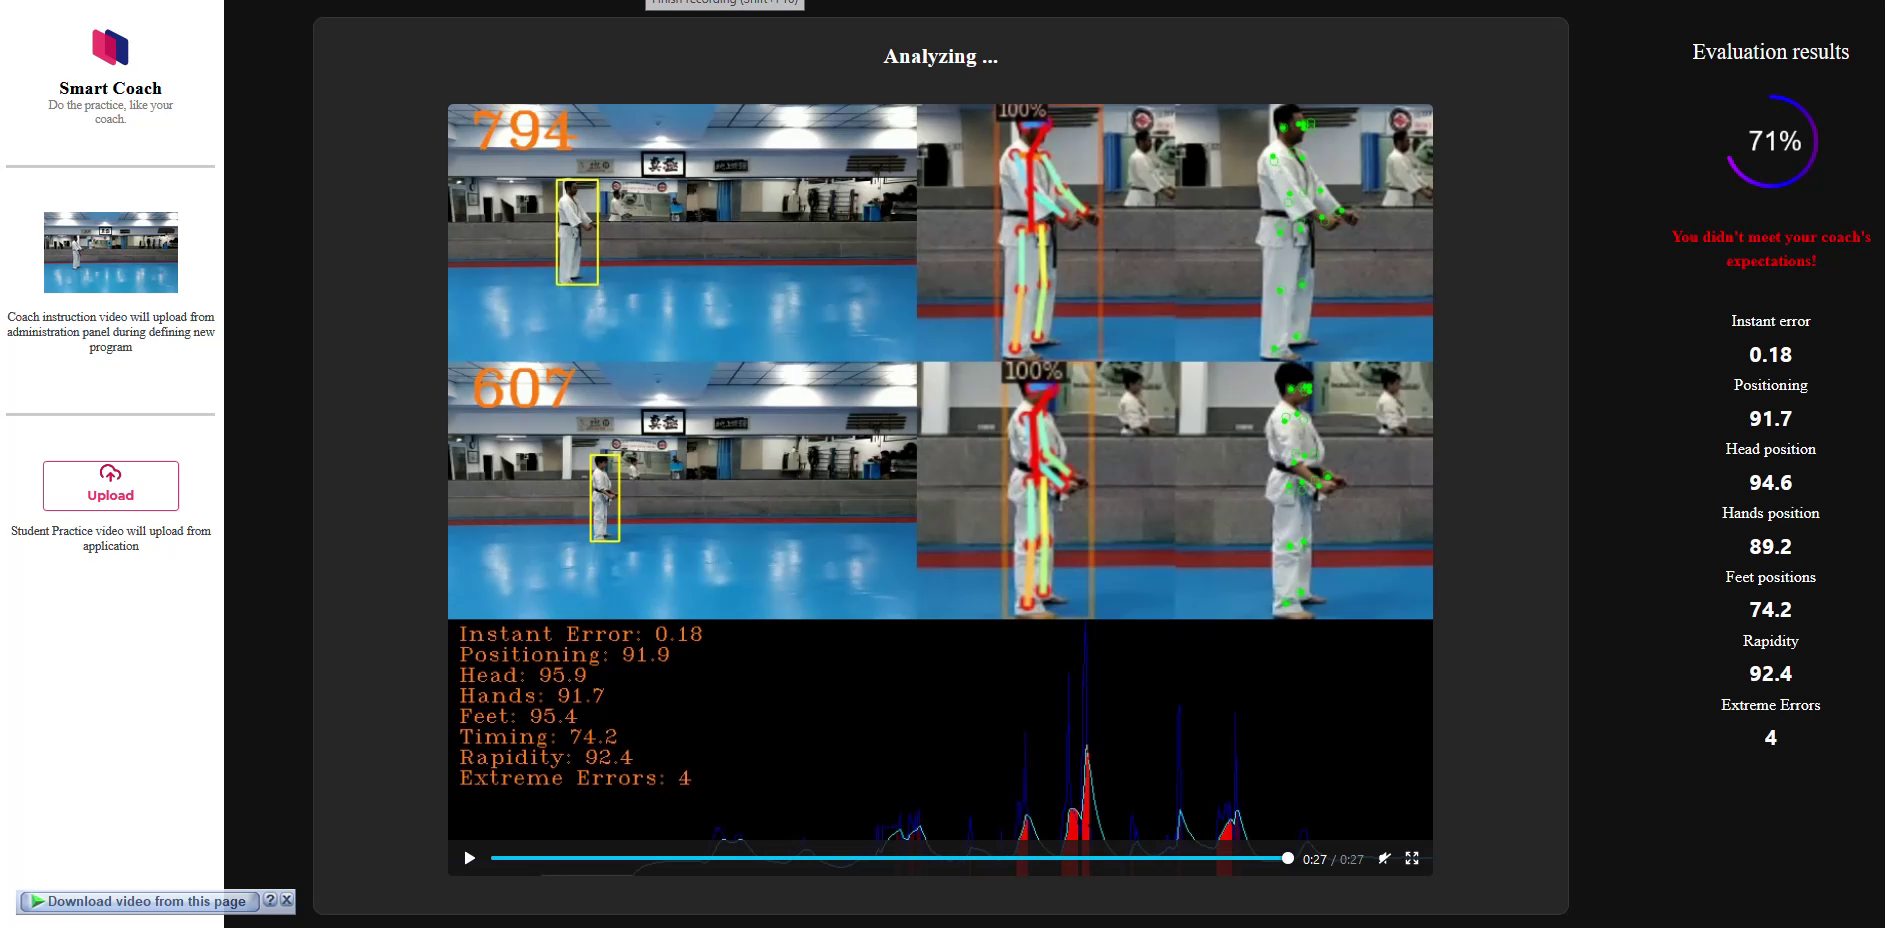 Finish recording (Shift+F10)
Smart Coach
Do the practice, like your
coach.
Coach instruction video will upload from
administration panel during defining new
program
Upload
Student Practice video will upload from
application
Download video from this page
?
X
Analyzing ...
794
100%
607
100%
Instant Error: 0.18
Positioning: 91.9
Head: 95.9
Hands: 91.7
Feet: 95.4
Timing: 74.2
Rapidity: 92.4
Extreme Errors: 4
0:27 / 0:27
Evaluation results
71%
You didn't meet your coach's
expectations!
Instant error
0.18
Positioning
91.7
Head position
94.6
Hands position
89.2
Feet positions
74.2
Rapidity
92.4
Extreme Errors
4